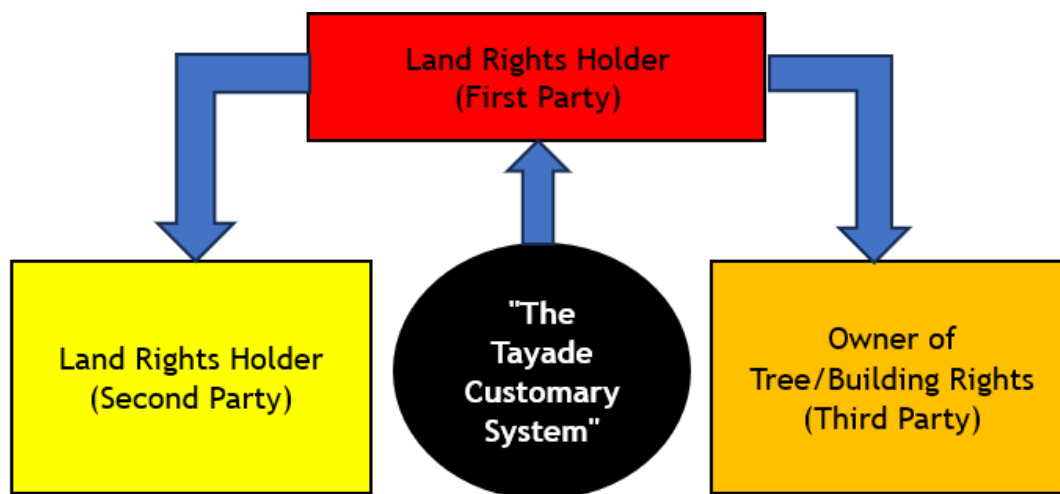 Land Rights Holder
(First Party)
Land Rights Holder
(Second Party)
"The
Tayade
Customary
System"
Owner of
Tree/Building Rights
(Third Party)